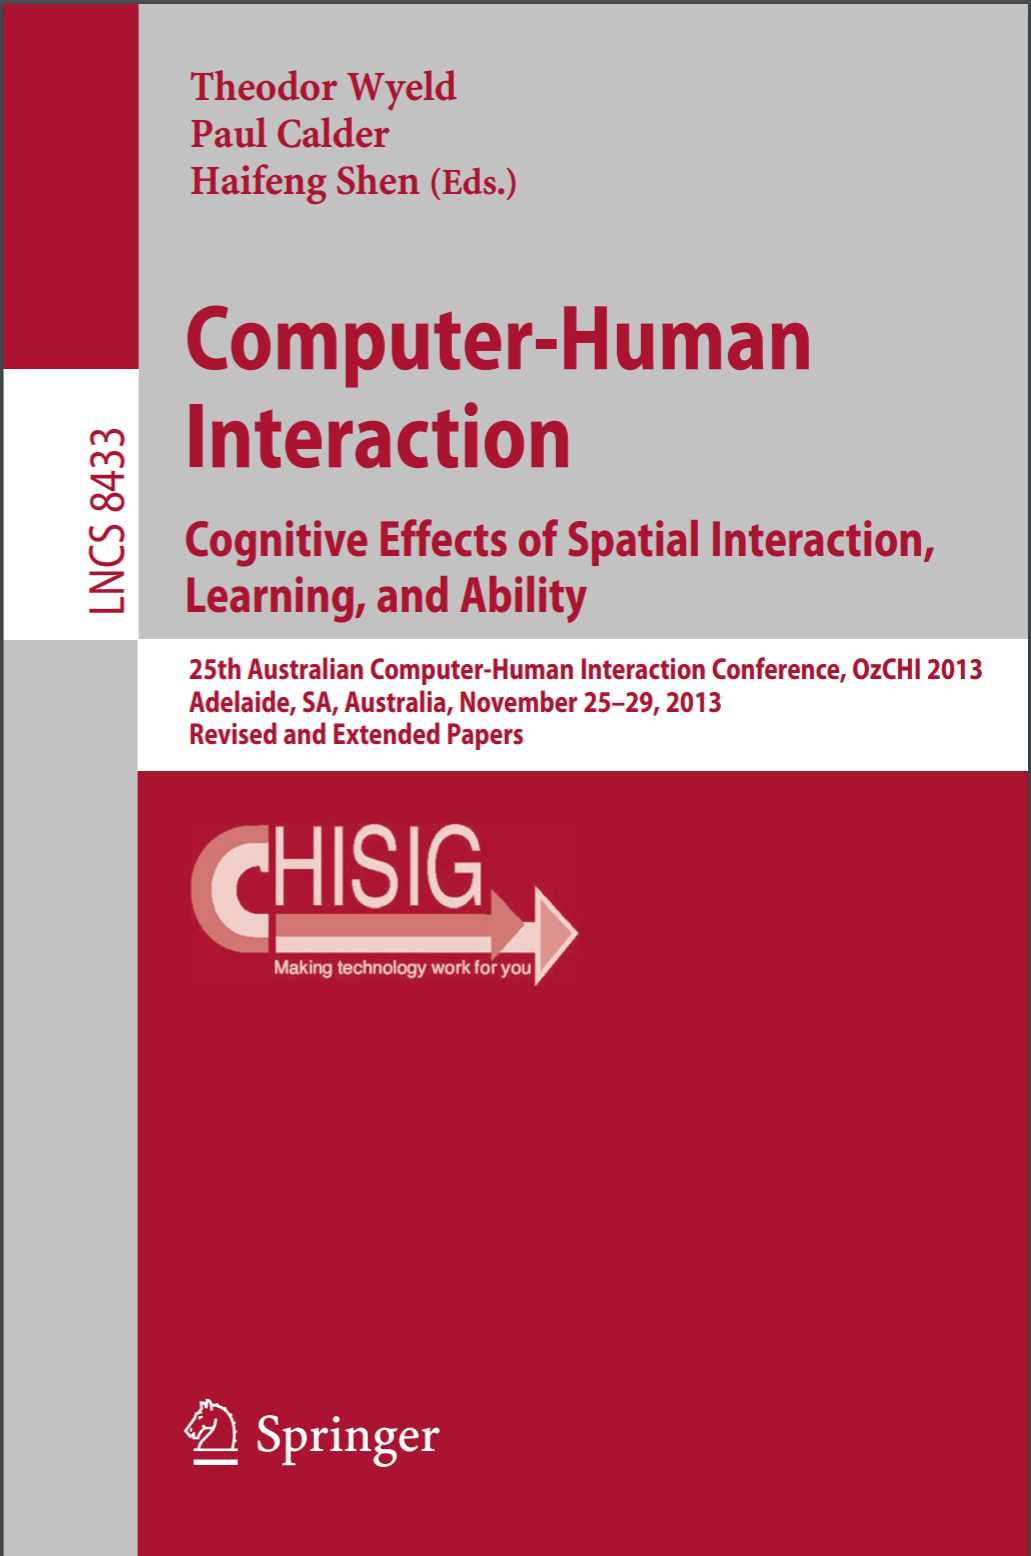 Theodor Wyeld
Paul Calder
Haifeng Shen (Eds.)
Computer-Human
Interaction
Cognitive Effects of Spatial Interaction,
Learning, and Ability
LNCS 8433
25th Australian Computer-Human Interaction Conference, OzCHI 2013
Adelaide, SA, Australia, November 25–29, 2013
Revised and Extended Papers
CHISIG
Making technology work for you
Springer